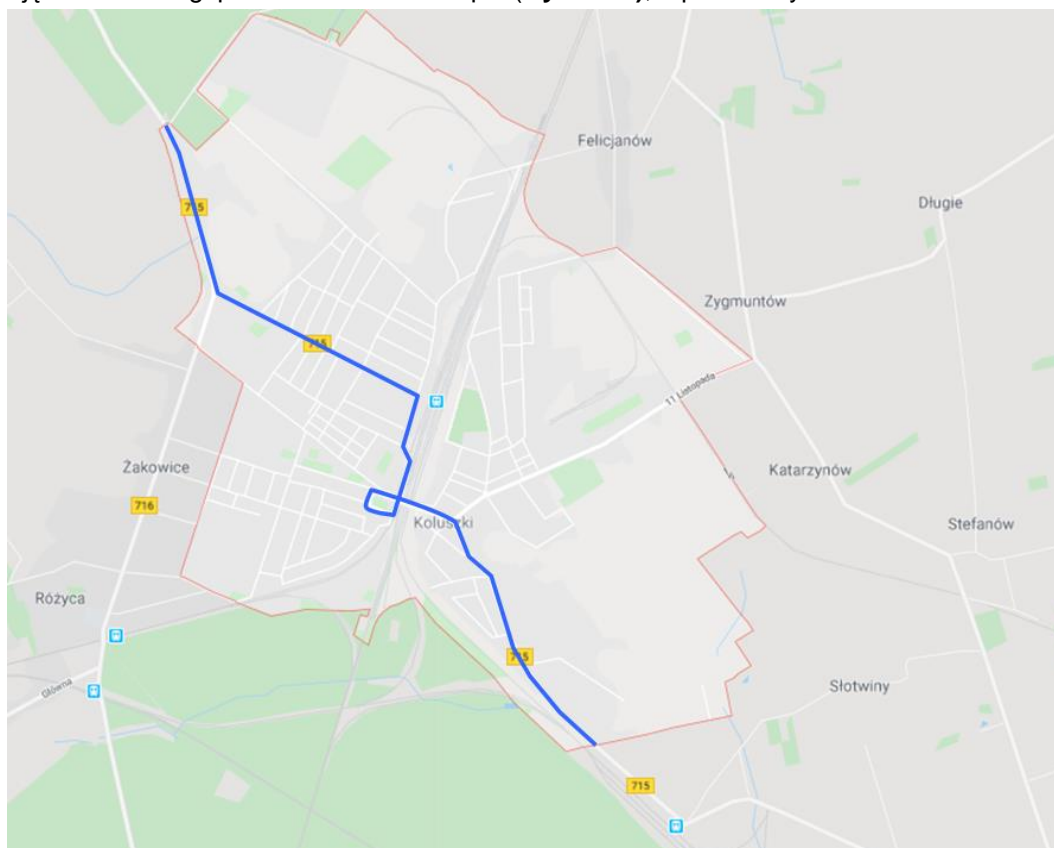 Felicjanów
715
Długie
Zygmuntów
715
11 Listopada
Żakowice
Katarzynów
716
Koluszki
Stefanów
Różyca
715
Główna
Słotwiny
715